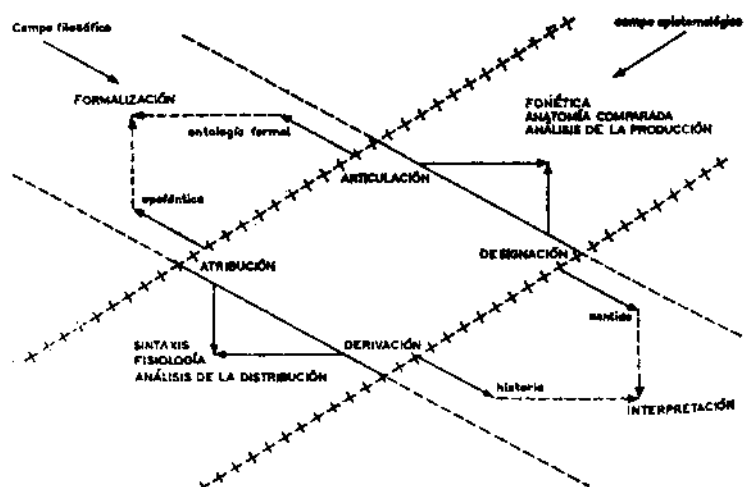 Campo filosófico
campo epistemológico
FORMALIZACIÓN
FONÉTICA
ANATOMÍA COMPARADA
ANÁLISIS DE LA PRODUCCIÓN
ontología formal
ARTICULACIÓN
apofántica
DESIGNACIÓN
ATRIBUCIÓN
sentido
SINTAXIS
FISIOLOGÍA
ANÁLISIS DE LA DISTRIBUCIÓN
DERIVACIÓN
historia
INTERPRETACIÓN